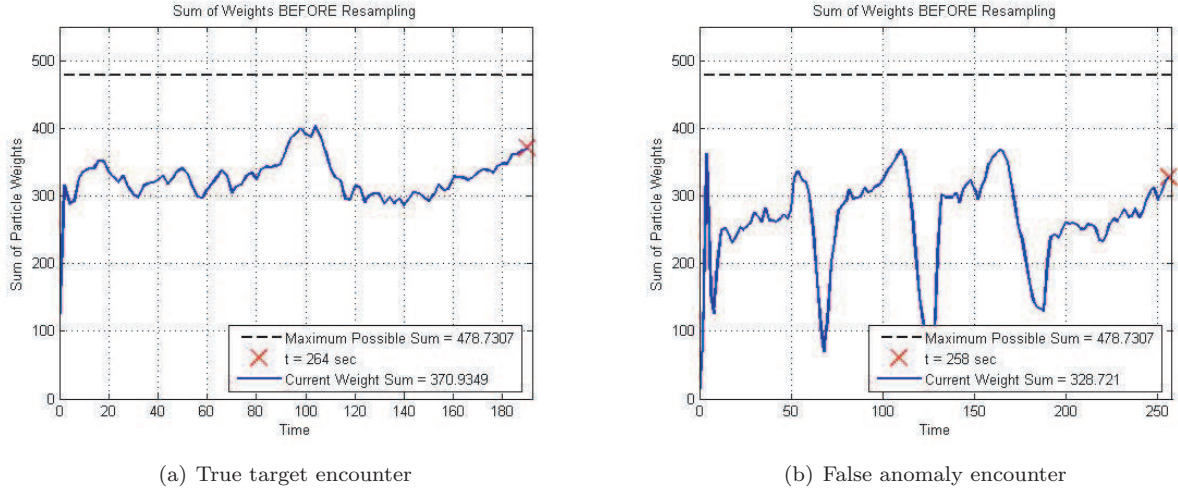 Sum of Weights BEFORE Resampling
Sum of Particle Weights
500
400
300
200
100
0
0 20 40 60 80 100 120 140 160 180
Time
Maximum Possible Sum = 478.7307
t = 264 sec
Current Weight Sum = 370.9349
(a) True target encounter
Sum of Weights BEFORE Resampling
Sum of Particle Weights
500
400
300
200
100
0
0 50 100 150 200 250
Time
Maximum Possible Sum = 478.7307
t = 258 sec
Current Weight Sum = 328.721
(b) False anomaly encounter